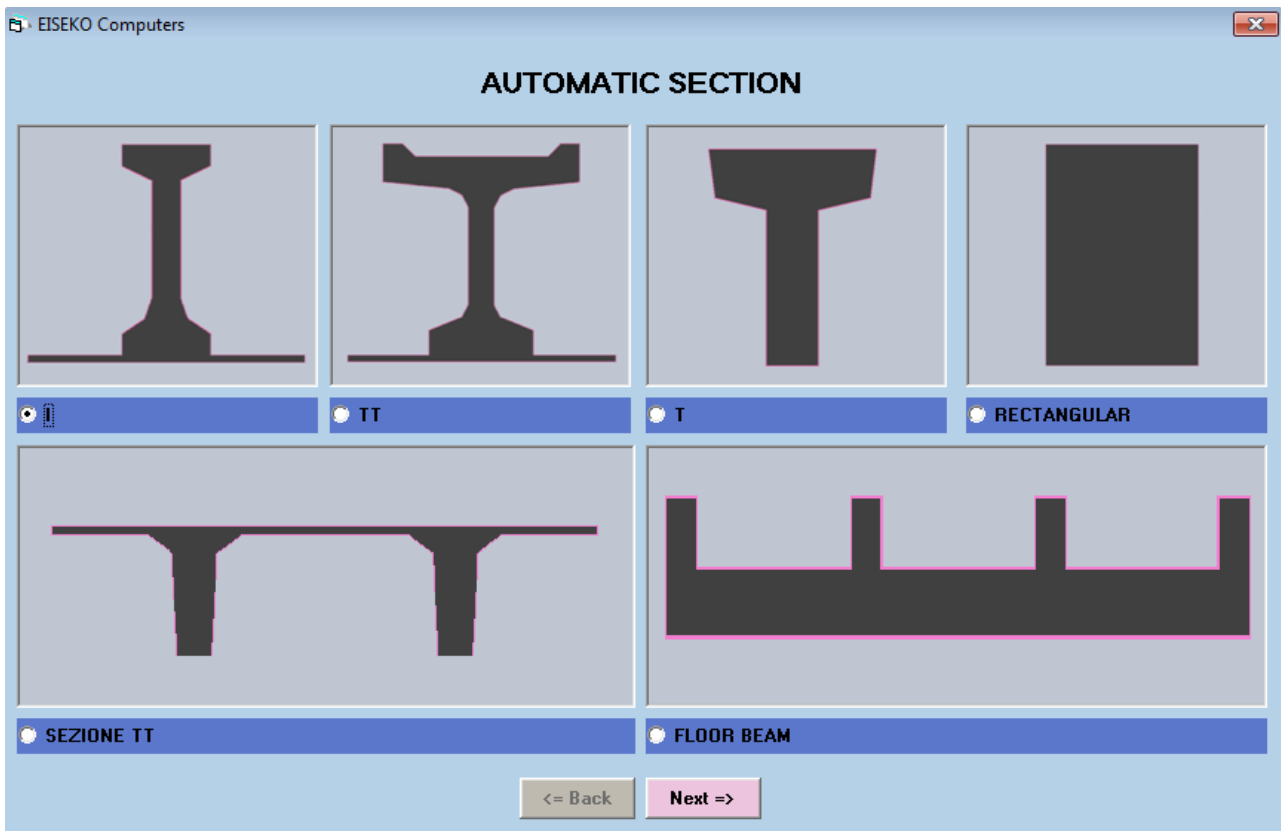 EISEKO Computers
AUTOMATIC SECTION
I
TT
T
RECTANGULAR
SEZIONE TT
FLOOR BEAM
<= Back
Next =>